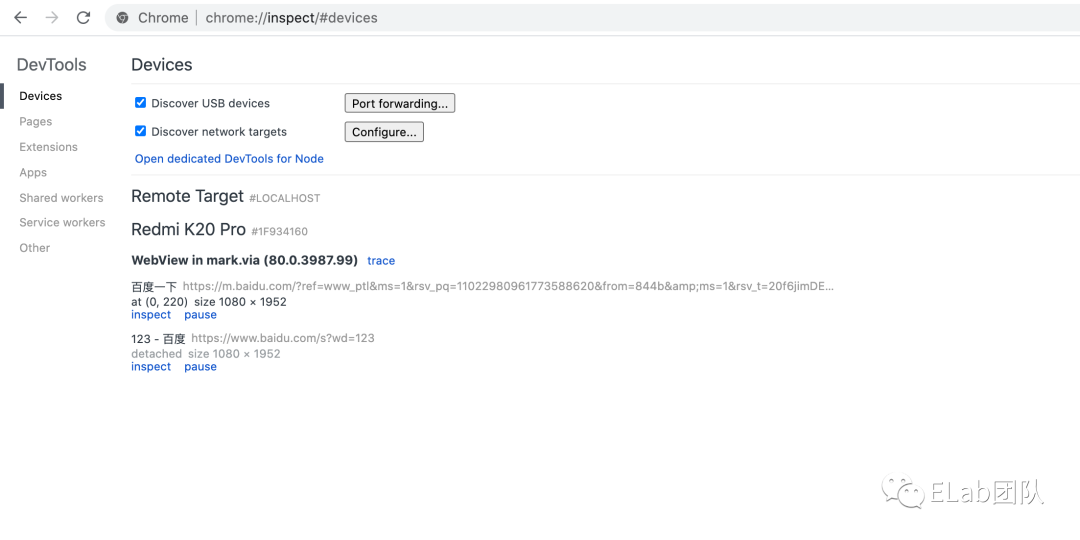 Chrome | chrome://inspect/#devices
DevTools
Devices
Pages
Extensions
Apps
Shared workers
Service workers
Other
Devices
Discover USB devices Port forwarding...
Discover network targets Configure...
Open dedicated DevTools for Node
Remote Target #LOCALHOST
Redmi K20 Pro #1F934160
WebView in mark.via (80.0.3987.99) trace
百度一下 https://m.baidu.com/?ref=www_ptl&ms=1&rsv_pq=11022980961773588620&from=844b&amp;ms=1&rsv_t=20f6jimDE...
at (0, 220) size 1080 × 1952
inspect pause
123 - 百度 https://www.baidu.com/s?wd=123
detached size 1080 × 1952
inspect pause
ELab团队